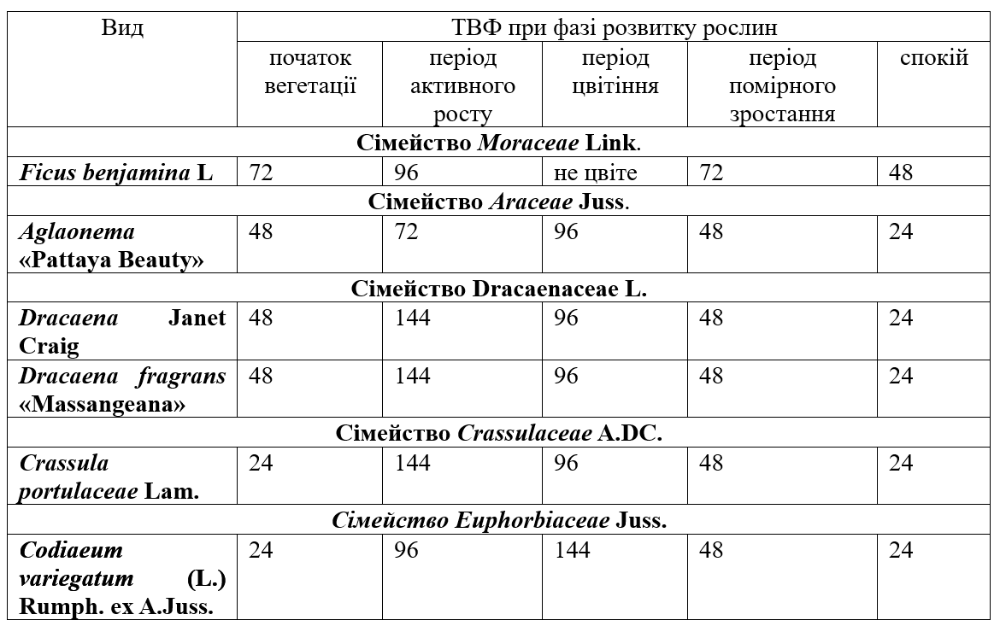 Вид
ТВФ при фазі розвитку рослин
початок
вегетації
період
активного
росту
період
цвітіння
період
помірного
зростання
спокій
Сімейство Moraceae Link.
Ficus benjamina L 72 96 не цвіте 72 48
Сімейство Araceae Juss.
Aglaonema 48 72 96 48 24
«Pattaya Beauty»
Сімейство Dracaenaceae L.
Dracaena Janet 48 144 96 48 24
Craig
Dracaena fragrans 48 144 96 48 24
«Massangeana»
Сімейство Crassulaceae A.DC.
Crassula 24 144 96 48 24
portulaceae Lam.
Сімейство Euphorbiaceae Juss.
Codiaeum 24 96 144 48 24
variegatum (L.)
Rumph. ex A.Juss.